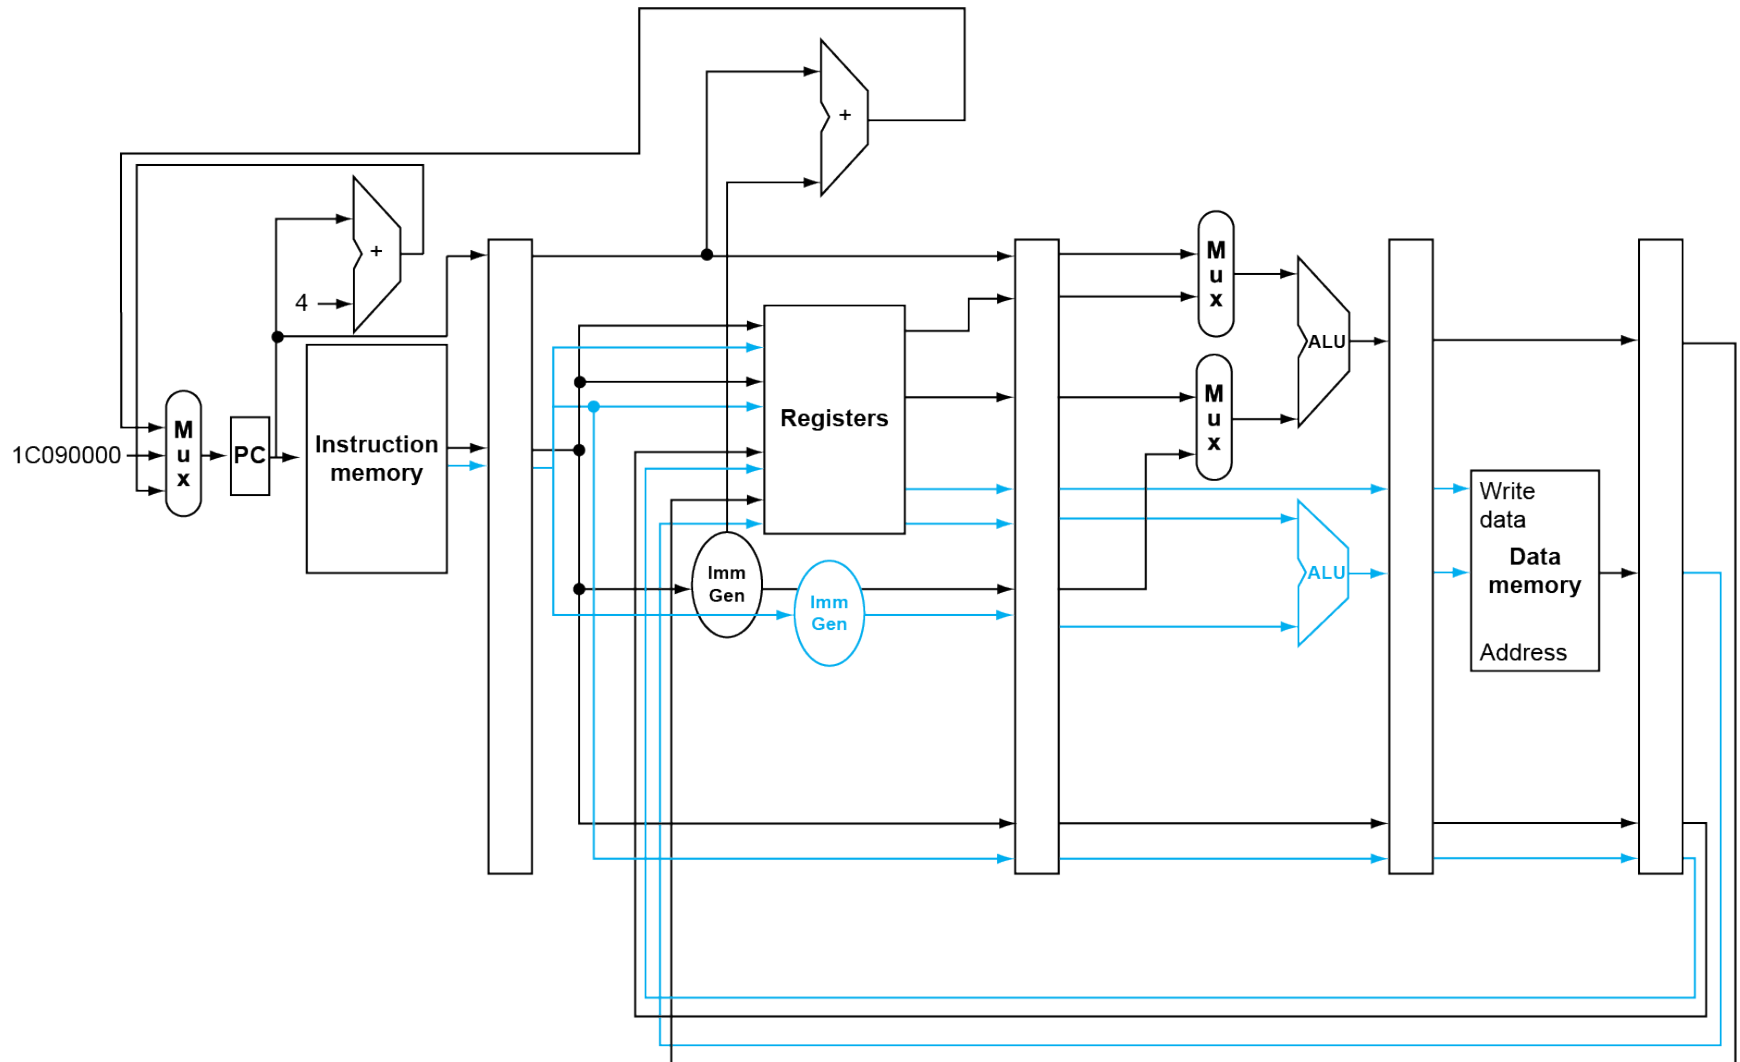 +
+
4
M
u
x
M
u
x
ALU
1C090000
M
u
x
PC
Instruction
memory
Registers
Write
data
Data
memory
Address
ALU
Imm
Gen
Imm
Gen